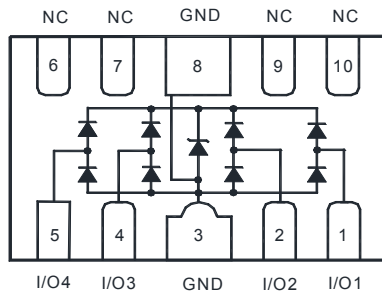 NC NC GND NC NC
6 7 8 9 10
5 4 3 2 1
I/O4 I/O3 GND I/O2 I/O1